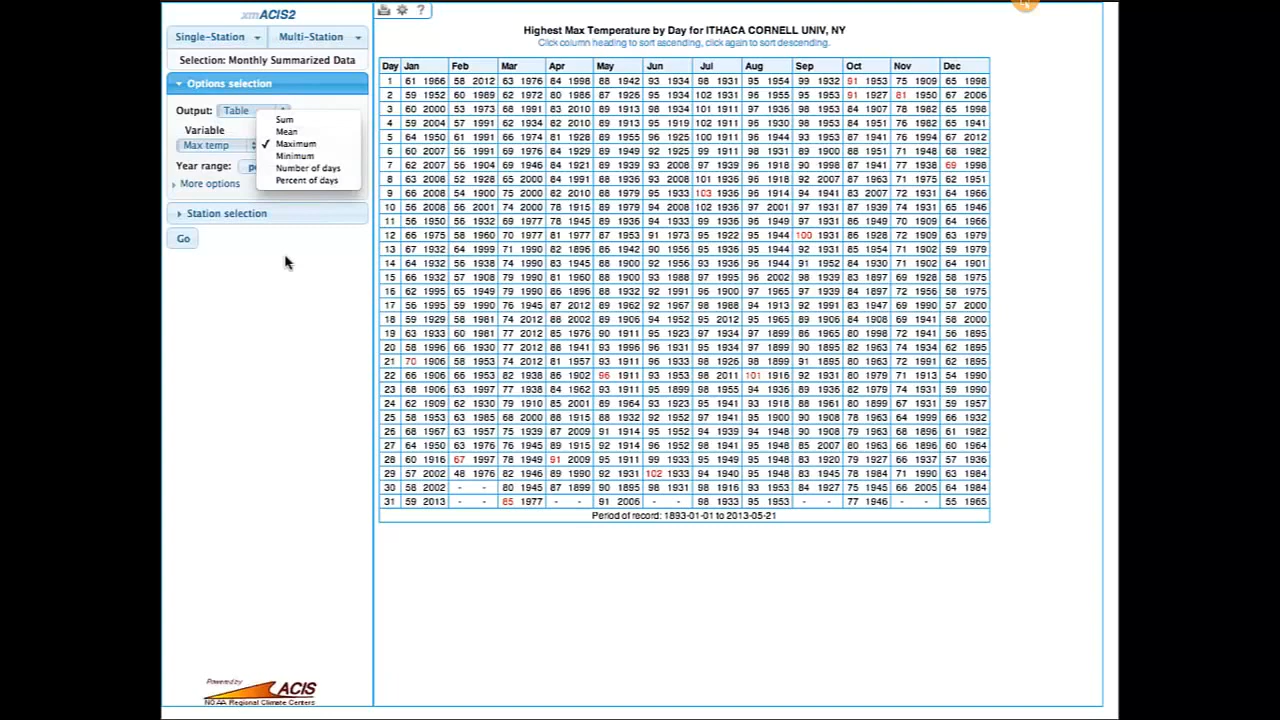 xmACIS2
Single-Station Multi-Station
Selection: Monthly Summarized Data
Options selection
Output: Table
Variable
Max temp
Sum
Mean
✓ Maximum
Minimum
Number of days
Percent of days
Year range:
More options
Station selection
Go
Powered by
ACIS
NOAA Regional Climate Centers
?
Highest Max Temperature by Day for ITHACA CORNELL UNIV, NY
Click column heading to sort ascending, click again to sort descending.
Day Jan Feb Mar Apr May Jun Jul Aug Sep Oct Nov Dec
1 61 1966 58 2012 63 1976 84 1998 88 1942 93 1934 98 1931 95 1954 99 1932 91 1953 75 1909 65 1998
2 59 1952 60 1989 62 1972 80 1986 87 1926 95 1934 102 1931 96 1955 95 1953 91 1927 81 1950 67 2006
3 60 2000 53 1973 68 1991 83 2010 89 1913 98 1934 101 1911 97 1936 98 1953 84 1907 78 1982 65 1998
4 59 2004 57 1991 62 1934 82 2010 89 1913 95 1919 102 1911 96 1930 98 1953 84 1951 76 1982 65 1941
5 64 1950 61 1991 66 1974 81 1928 89 1955 96 1925 100 1911 94 1944 93 1953 87 1941 76 1994 67 2012
6 60 2007 56 1991 76 1974 84 1929 89 1949 92 1925 99 1911 98 1931 89 1900 88 1951 71 1948 68 1982
7 62 2007 56 1904 69 1946 84 1921 89 1939 93 2008 97 1939 99 1918 90 1998 87 1941 77 1938 69 1998
8 63 2008 52 1928 65 2000 84 1991 88 1936 93 2008 101 1936 96 1918 92 2007 87 1963 71 1975 62 1951
9 66 2008 54 1900 75 2000 82 2010 88 1979 95 1933 103 1936 95 1914 94 1941 83 2007 72 1931 64 1966
10 56 2008 56 2001 74 2000 78 1915 89 1979 94 2008 102 1936 97 2001 97 1931 87 1939 74 1931 65 1946
11 56 1950 56 1932 69 1977 78 1945 89 1936 94 1933 99 1936 96 1949 97 1931 86 1949 70 1909 64 1966
12 66 1975 58 1960 70 1977 81 1977 87 1953 91 1973 95 1922 95 1944 100 1931 86 1928 72 1909 63 1979
13 67 1932 64 1999 71 1990 82 1896 86 1942 90 1956 95 1936 95 1944 92 1931 85 1954 71 1902 59 1979
14 64 1932 56 1938 74 1990 83 1945 88 1900 92 1956 93 1936 96 1944 91 1952 84 1930 71 1902 64 1901
15 66 1932 57 1908 79 1990 81 1960 88 1900 93 1988 97 1995 96 2002 98 1939 83 1897 69 1928 58 1975
16 62 1995 65 1949 79 1990 86 1896 88 1932 92 1991 96 1900 97 1965 97 1939 84 1897 72 1956 58 1975
17 56 1995 59 1990 76 1945 87 2012 89 1962 92 1967 98 1988 94 1913 92 1991 83 1947 69 1990 57 2000
18 59 1929 58 1981 74 2012 88 2002 89 1906 94 1952 95 2012 95 1965 89 1906 84 1908 69 1941 58 2000
19 63 1933 60 1981 77 2012 85 1976 90 1911 95 1923 97 1934 97 1899 86 1965 80 1998 72 1941 56 1895
20 58 1996 66 1930 77 2012 88 1941 93 1996 96 1931 95 1934 97 1899 90 1895 82 1963 74 1934 62 1895
21 70 1906 58 1953 74 2012 81 1957 93 1911 96 1933 98 1926 98 1899 91 1895 80 1963 72 1991 62 1895
22 66 1906 66 1953 82 1938 86 1902 96 1911 93 1953 98 2011 101 1916 92 1931 80 1979 71 1913 54 1990
23 68 1906 63 1997 77 1938 84 1962 93 1911 95 1899 98 1955 94 1936 89 1936 82 1979 74 1931 59 1990
24 62 1909 62 1930 79 1910 85 2001 89 1964 93 1923 95 1941 93 1918 88 1961 80 1899 67 1931 59 1957
25 58 1953 63 1985 68 2000 88 1915 88 1932 92 1952 97 1941 95 1900 90 1908 78 1963 64 1999 66 1932
26 68 1967 63 1957 75 1939 87 2009 91 1914 95 1952 94 1939 94 1948 90 1908 79 1963 68 1896 61 1982
27 64 1950 63 1976 76 1945 89 1915 92 1914 96 1952 98 1941 95 1948 85 2007 80 1963 66 1896 60 1964
28 60 1916 67 1997 78 1949 91 2009 95 1911 99 1933 95 1949 95 1948 83 1920 79 1927 66 1937 57 1936
29 57 2002 48 1976 82 1946 89 1990 92 1931 102 1933 94 1940 95 1948 83 1945 78 1984 71 1990 63 1984
30 58 2002 - - 80 1945 87 1899 90 1895 98 1931 98 1916 93 1953 84 1927 75 1945 66 2005 64 1984
31 59 2013 - - 85 1977 - - 91 2006 - - 98 1933 95 1953 - - 77 1946 - - 55 1965
Period of record: 1893-01-01 to 2013-05-21